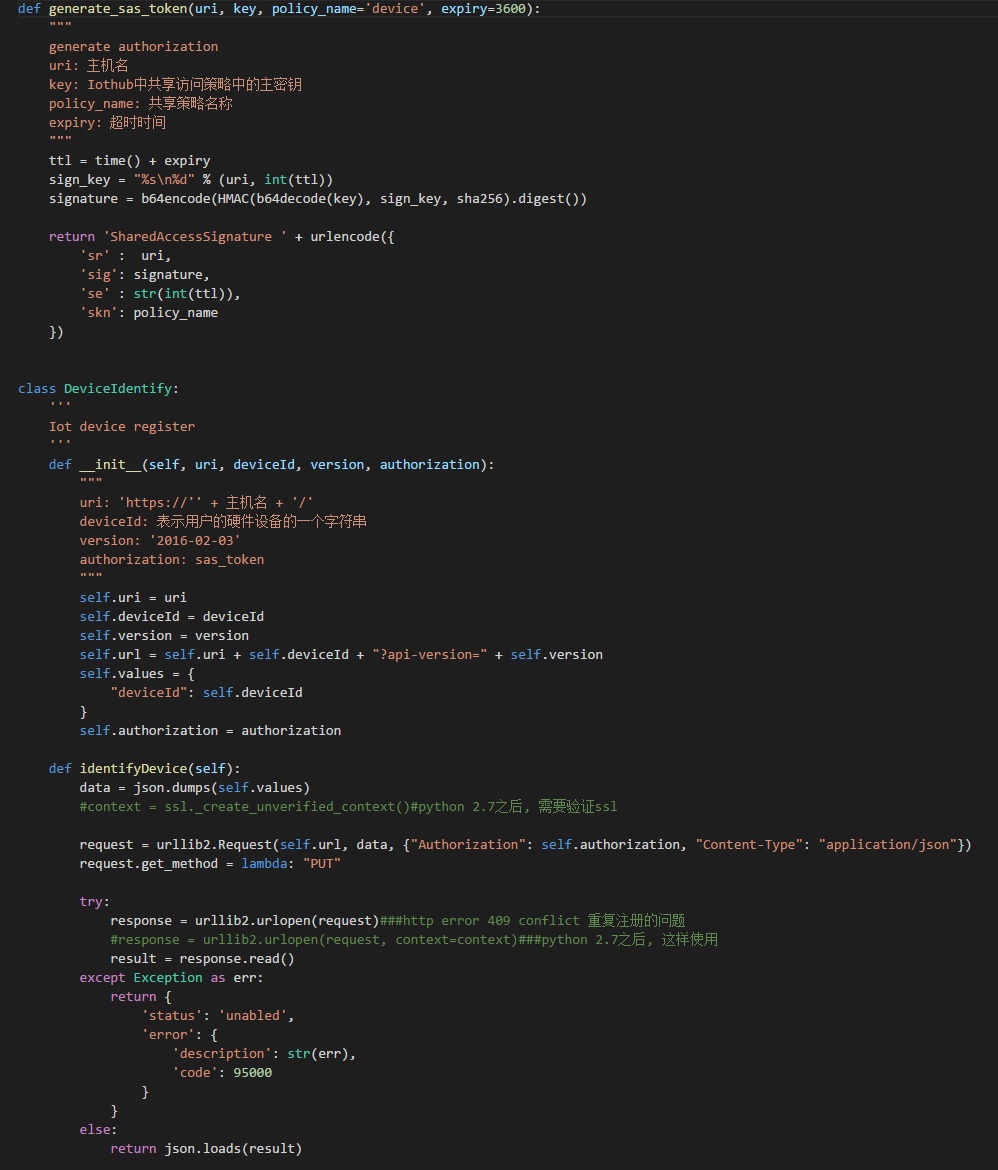 def generate_sas_token(uri, key, policy_name='device', expiry=3600):
    """
    generate authorization
    uri: 主机名
    key: Iothub中共享访问策略中的主密钥
    policy_name: 共享策略名称
    expiry: 超时时间
    """
    ttl = time() + expiry
    sign_key = "%s\n%d" % (uri, int(ttl))
    signature = b64encode(HMAC(b64decode(key), sign_key, sha256).digest())

    return 'SharedAccessSignature ' + urlencode({
        'sr' :  uri,
        'sig': signature,
        'se' : str(int(ttl)),
        'skn': policy_name
    })


class DeviceIdentify:
    '''
    Iot device register
    '''
    def __init__(self, uri, deviceId, version, authorization):
        """
        uri: 'https://'' + 主机名 + '/'
        deviceId: 表示用户的硬件设备的一个字符串
        version: '2016-02-03'
        authorization: sas_token
        """
        self.uri = uri
        self.deviceId = deviceId
        self.version = version
        self.url = self.uri + self.deviceId + "?api-version=" + self.version
        self.values = {
            "deviceId": self.deviceId
        }
        self.authorization = authorization

    def identifyDevice(self):
        data = json.dumps(self.values)
        #context = ssl._create_unverified_context()#python 2.7之后, 需要验证ssl

        request = urllib2.Request(self.url, data, {"Authorization": self.authorization, "Content-Type": "application/json"})
        request.get_method = lambda: "PUT"

        try:
            response = urllib2.urlopen(request)###http error 409 conflict 重复注册的问题
            #response = urllib2.urlopen(request, context=context)###python 2.7之后, 这样使用
            result = response.read()
        except Exception as err:
            return {
                'status': 'unabled',
                'error': {
                    'description': str(err),
                    'code': 95000
                }
            }
        else:
            return json.loads(result)